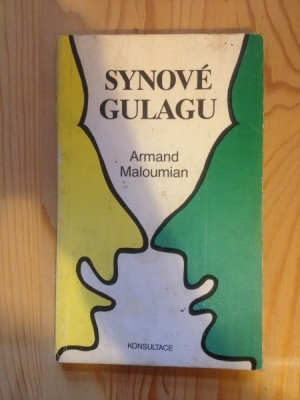 SYNOVÉ
GULAGU
Armand
Maloumian
KONSULTACE